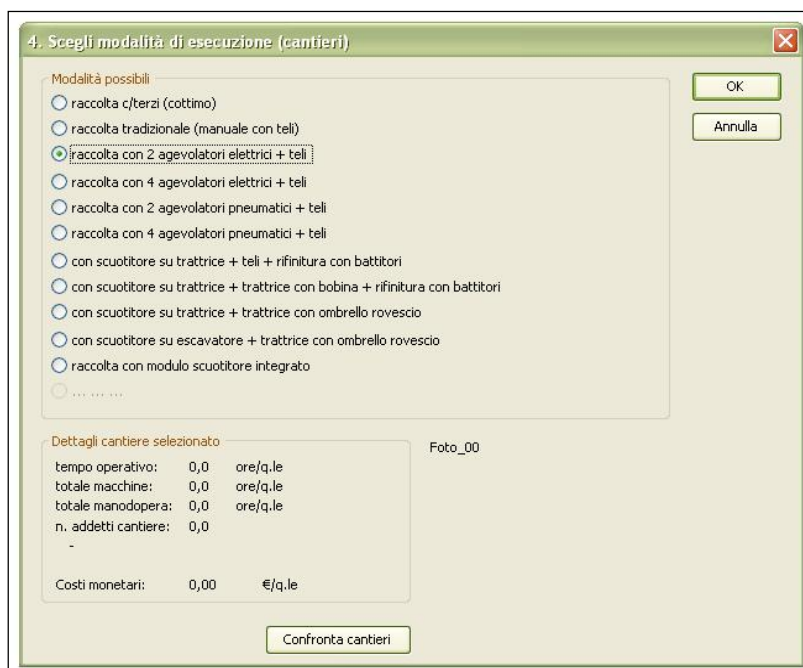 4. Scegli modalità di esecuzione (cantieri)
Modalità possibili
raccolta c/terzi (cottimo)
raccolta tradizionale (manuale con teli)
raccolta con 2 agevolatori elettrici + teli
raccolta con 4 agevolatori elettrici + teli
raccolta con 2 agevolatori pneumatici + teli
raccolta con 4 agevolatori pneumatici + teli
con scuotitore su trattrice + teli + rifinitura con battitori
con scuotitore su trattrice + trattrice con bobina + rifinitura con battitori
con scuotitore su trattrice + trattrice con ombrello rovescio
con scuotitore su escavatore + trattrice con ombrello rovescio
raccolta con modulo scuotitore integrato
... ... ...
OK
Annulla
Dettagli cantiere selezionato
tempo operativo: 0,0 ore/q.le
totale macchine: 0,0 ore/q.le
totale manodopera: 0,0 ore/q.le
n. addetti cantiere: 0,0
-
Costi monetari: 0,00 €/q.le
Foto_00
Confronta cantieri